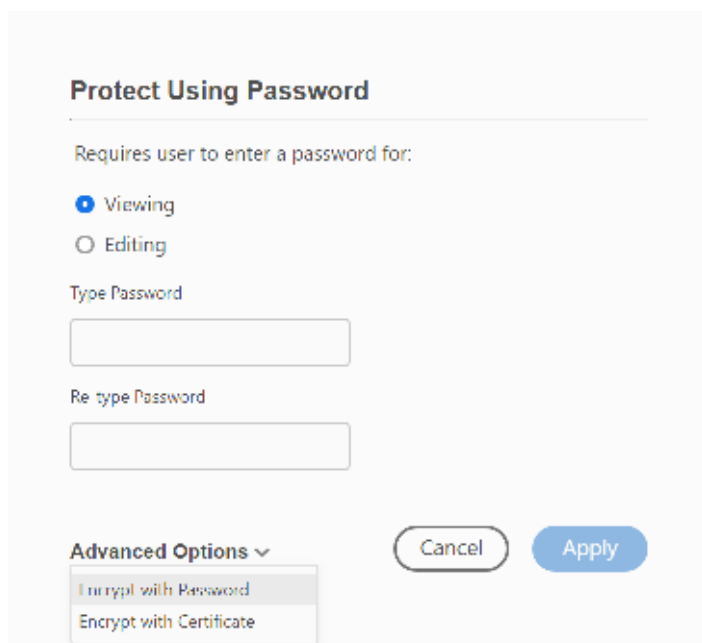 Protect Using Password
Requires user to enter a password for:
Viewing
Editing
Type Password
Re-type Password
Advanced Options
Cancel
Apply
Encrypt with Password
Encrypt with Certificate